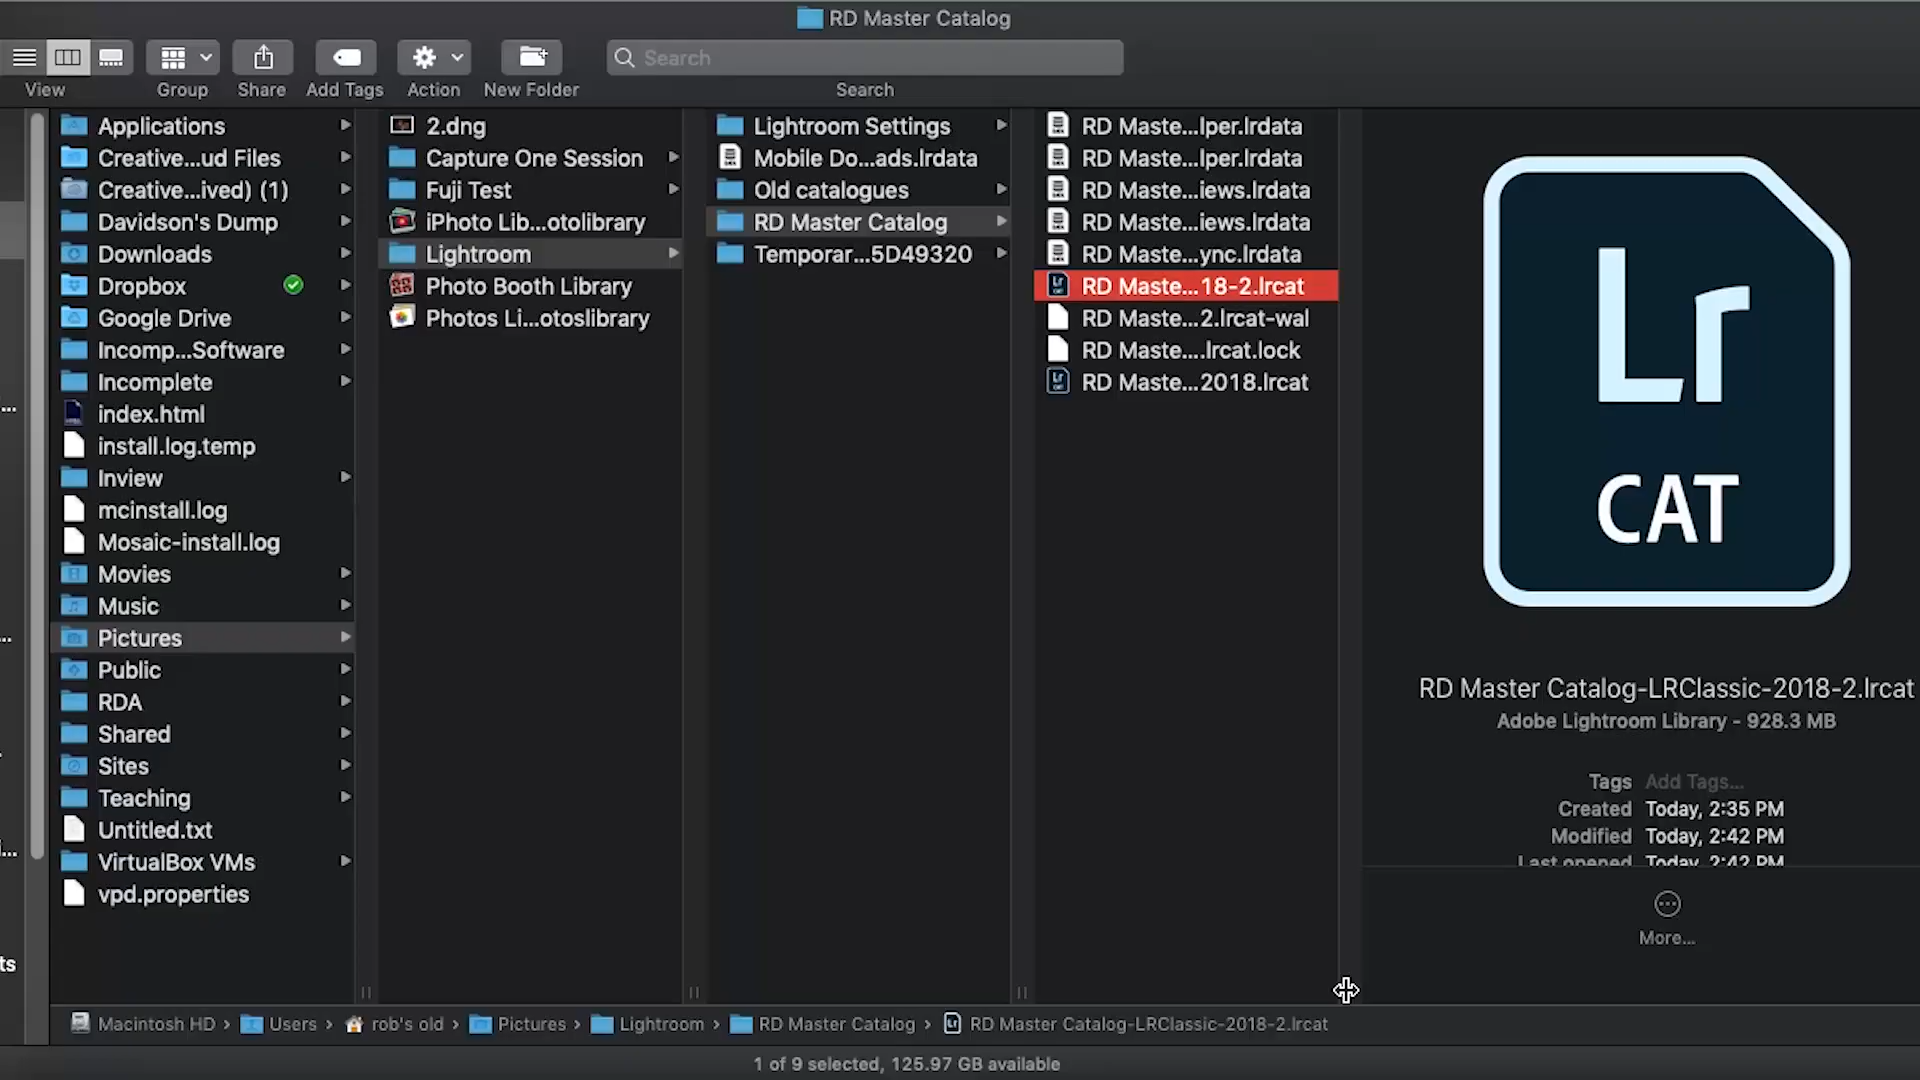 RD Master Catalog
Search
View
Group
Share
Add Tags
Action
New Folder
Search
Applications
Creative...ud Files
Creative...ived) (1)
Davidson's Dump
Downloads
Dropbox
Google Drive
Incomp...Software
Incomplete
index.html
install.log.temp
Inview
mcinstall.log
Mosaic-install.log
Movies
Music
Pictures
Public
RDA
Shared
Sites
Teaching
Untitled.txt
VirtualBox VMs
vpd.properties
2.dng
Capture One Session
Fuji Test
iPhoto Lib...otolibrary
Lightroom
Photo Booth Library
Photos Li...otoslibrary
Lightroom Settings
Mobile Do...ads.lrdata
Old catalogues
RD Master Catalog
Temporar...5D49320
RD Maste...lper.lrdata
RD Maste...lper.lrdata
RD Maste...iews.lrdata
RD Maste...iews.lrdata
RD Maste...ync.lrdata
RD Maste...18-2.lrcat
RD Maste...2.lrcat-wal
RD Maste....lrcat.lock
RD Maste...2018.lrcat
Lr
CAT
RD Master Catalog-LRClassic-2018-2.lrcat
Adobe Lightroom Library - 928.3 MB
Tags Add Tags...
Created Today, 2:35 PM
Modified Today, 2:42 PM
Last opened Today, 2:42 PM
More...
ts
Macintosh HD › Users › rob's old › Pictures › Lightroom › RD Master Catalog › RD Master Catalog-LRClassic-2018-2.lrcat
1 of 9 selected, 125.97 GB available